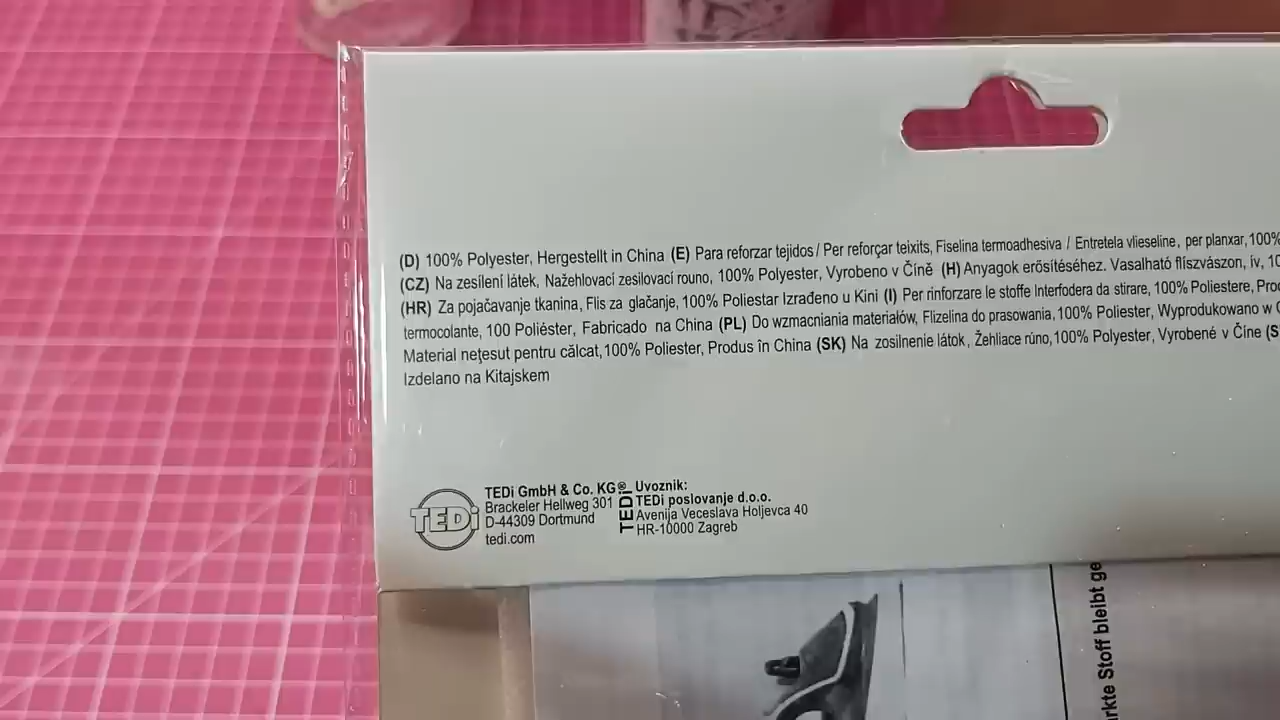 (D) 100% Polyester, Hergestellt in China (E) Para reforzar tejidos / Per reforçar teixits, Fiselina termoadhesiva / Entretela vlieseline, per planxar, 100%
(CZ) Na zesílení látek, Nažehlovací zesilovací rouno, 100% Polyester, Vyrobeno v Číně (H) Anyagok erősítéséhez. Vasalható fliszvászon, ív,
(HR) Za pojačavanje tkanina, Flis za glačanje, 100% Poliestar Izrađeno u Kini (I) Per rinforzare le stoffe Interfodera da stirare, 100% Poliestere,
termocolante, 100 Poliéster, Fabricado na China (PL) Do wzmacniania materiałów, Flizelina do prasowania, 100% Poliester, Wyprodukowano w
Material neţesut pentru călcat, 100% Poliester, Produs în China (SK) Na zosilnenie látok, Žehliace rúno, 100% Polyester, Vyrobené v Číne
Izdelano na Kitajskem
TEDi
TEDi GmbH & Co. KG
Brackeler Hellweg 301
D-44309 Dortmund
tedi.com
TEDi®
Uvoznik:
TEDi poslovanje d.o.o.
Avenija Veceslava Holjevca 40
HR-10000 Zagreb
Stoff bleibt